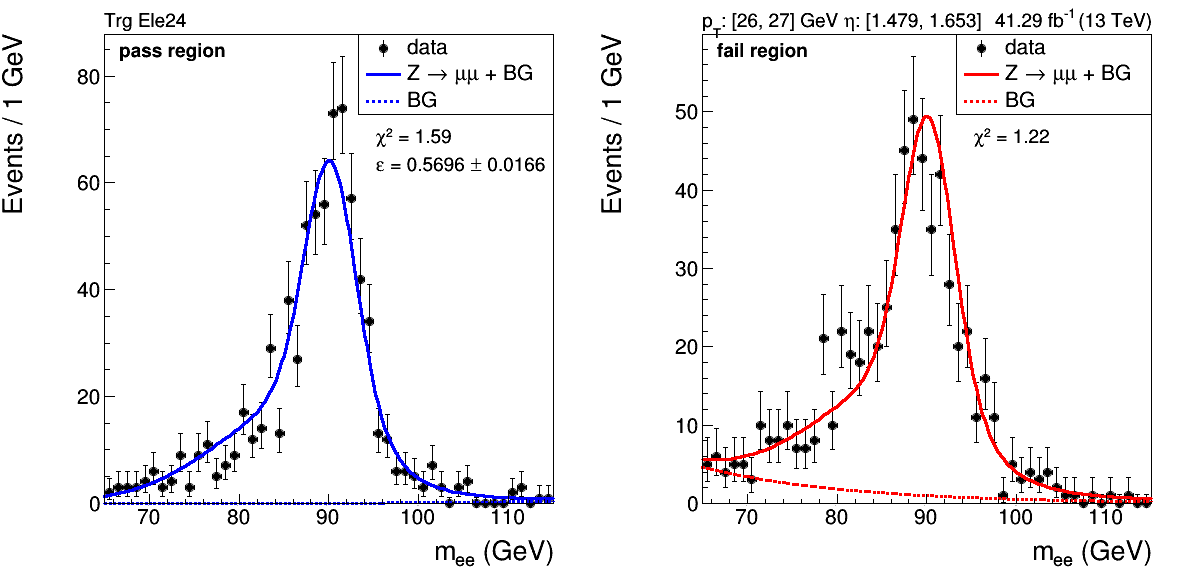 Trg Ele24
pass region
data
Z → μμ + BG
BG
χ² = 1.59
ε = 0.5696 ± 0.0166
Events / 1 GeV
80
60
40
20
0
70 80 90 100 110
m_ee (GeV)
p_T: [26, 27] GeV η: [1.479, 1.653] 41.29 fb⁻¹ (13 TeV)
fail region
data
Z → μμ + BG
BG
χ² = 1.22
Events / 1 GeV
50
40
30
20
10
0
70 80 90 100 110
m_ee (GeV)